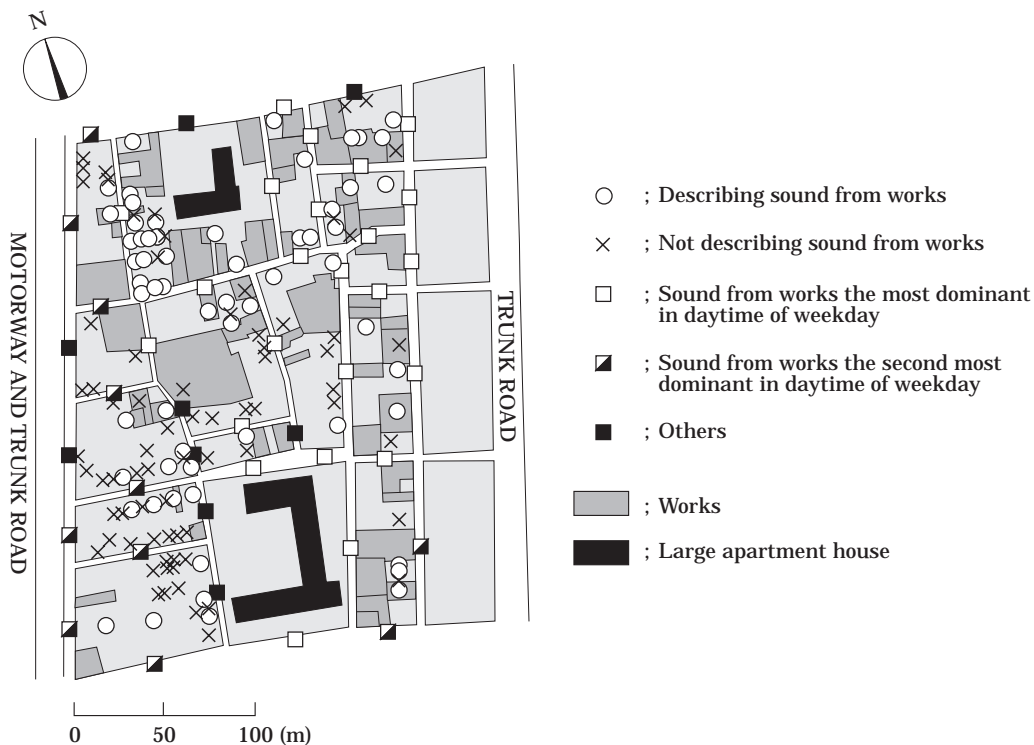 N
MOTORWAY AND TRUNK ROAD
TRUNK ROAD
; Describing sound from works
; Not describing sound from works
; Sound from works the most dominant
in daytime of weekday
; Sound from works the second most
dominant in daytime of weekday
; Others
; Works
; Large apartment house
0 50 100 (m)